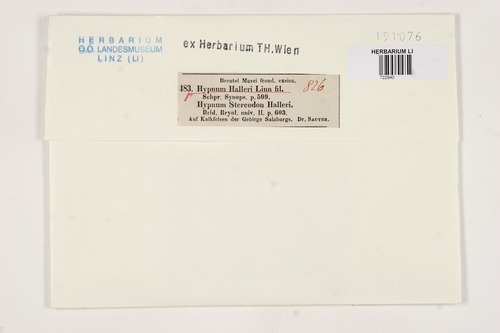 HERBARIUM
O.Ö. LANDESMUSEUM
LINZ (LI)
ex Herbarium TH.Wien
191076
HERBARIUM LI
722940
Breutel Musci frond. exsicc.
483. Hypnum Halleri Linn fil. 826
Schpr. Synops. p. 599.
Hypnum Stereodon Halleri.
Brid. Bryol. univ. II. p. 603.
Auf Kalkfelsen der Gebirge Salzburgs. Dr. SAUTER.